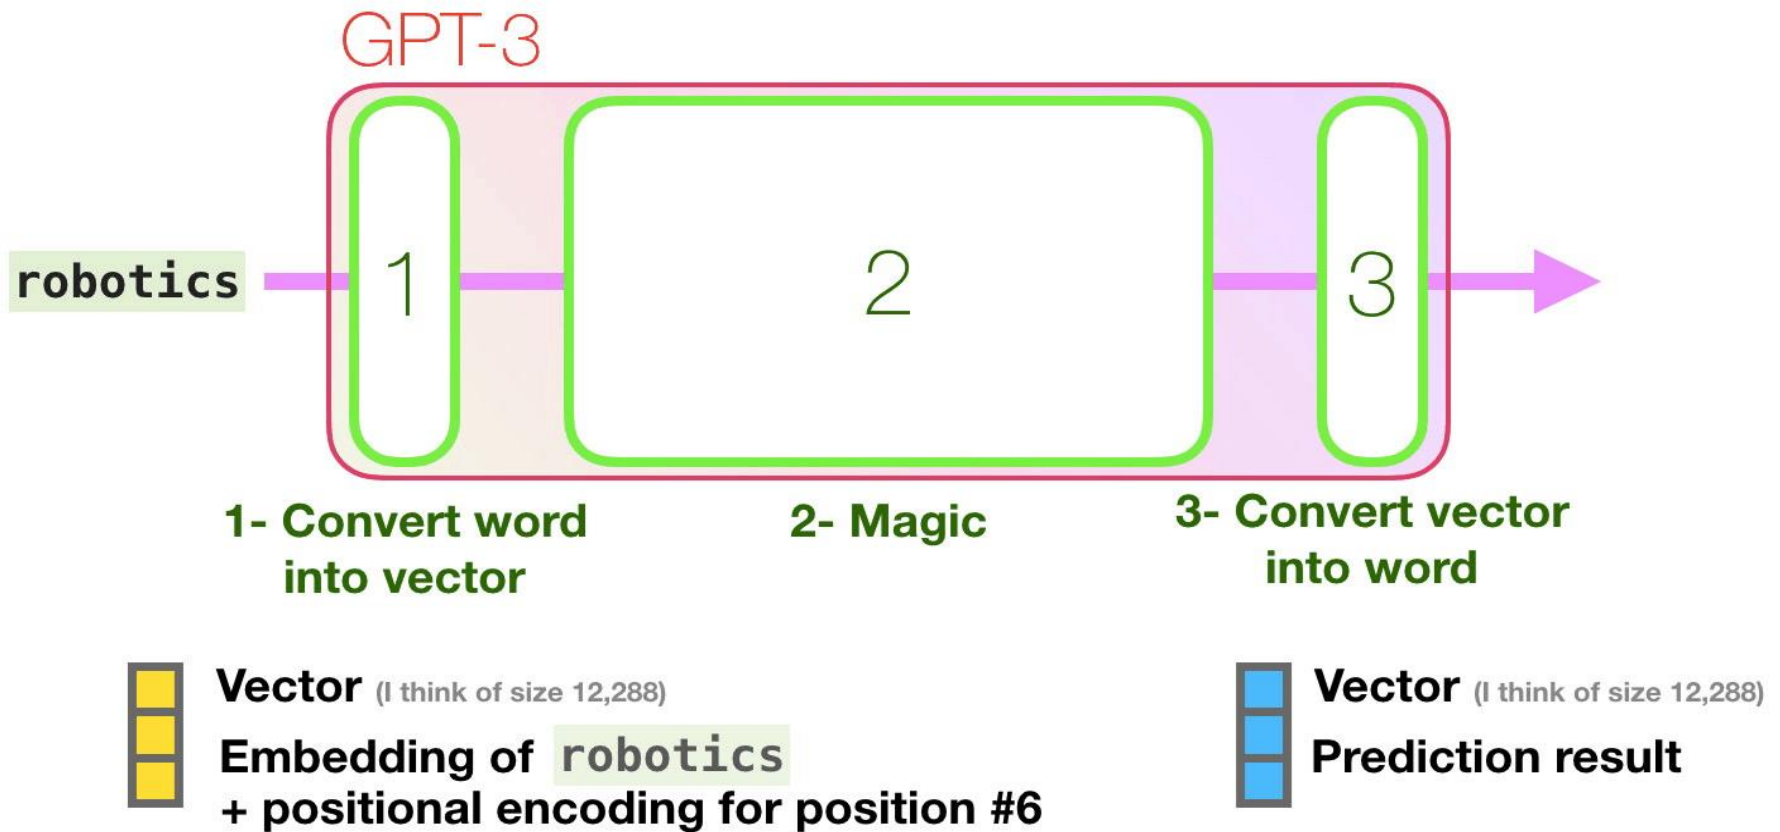 GPT-3
robotics
1
2
3
1- Convert word
into vector
2- Magic
3- Convert vector
into word
Vector (I think of size 12,288)
Embedding of robotics
+ positional encoding for position #6
Vector (I think of size 12,288)
Prediction result